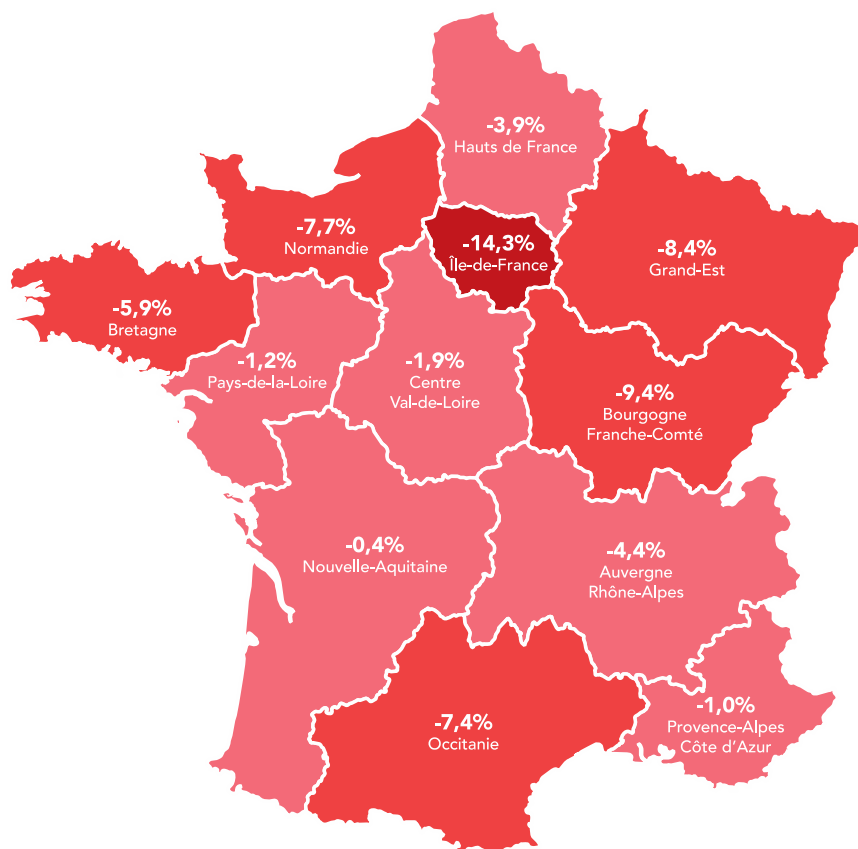 -3,9%
Hauts de France
-7,7%
Normandie
-14,3%
Île-de-France
-8,4%
Grand-Est
-5,9%
Bretagne
-1,2%
Pays-de-la-Loire
-1,9%
Centre
Val-de-Loire
-9,4%
Bourgogne
Franche-Comté
-0,4%
Nouvelle-Aquitaine
-4,4%
Auvergne
Rhône-Alpes
-7,4%
Occitanie
-1,0%
Provence-Alpes
Côte d’Azur